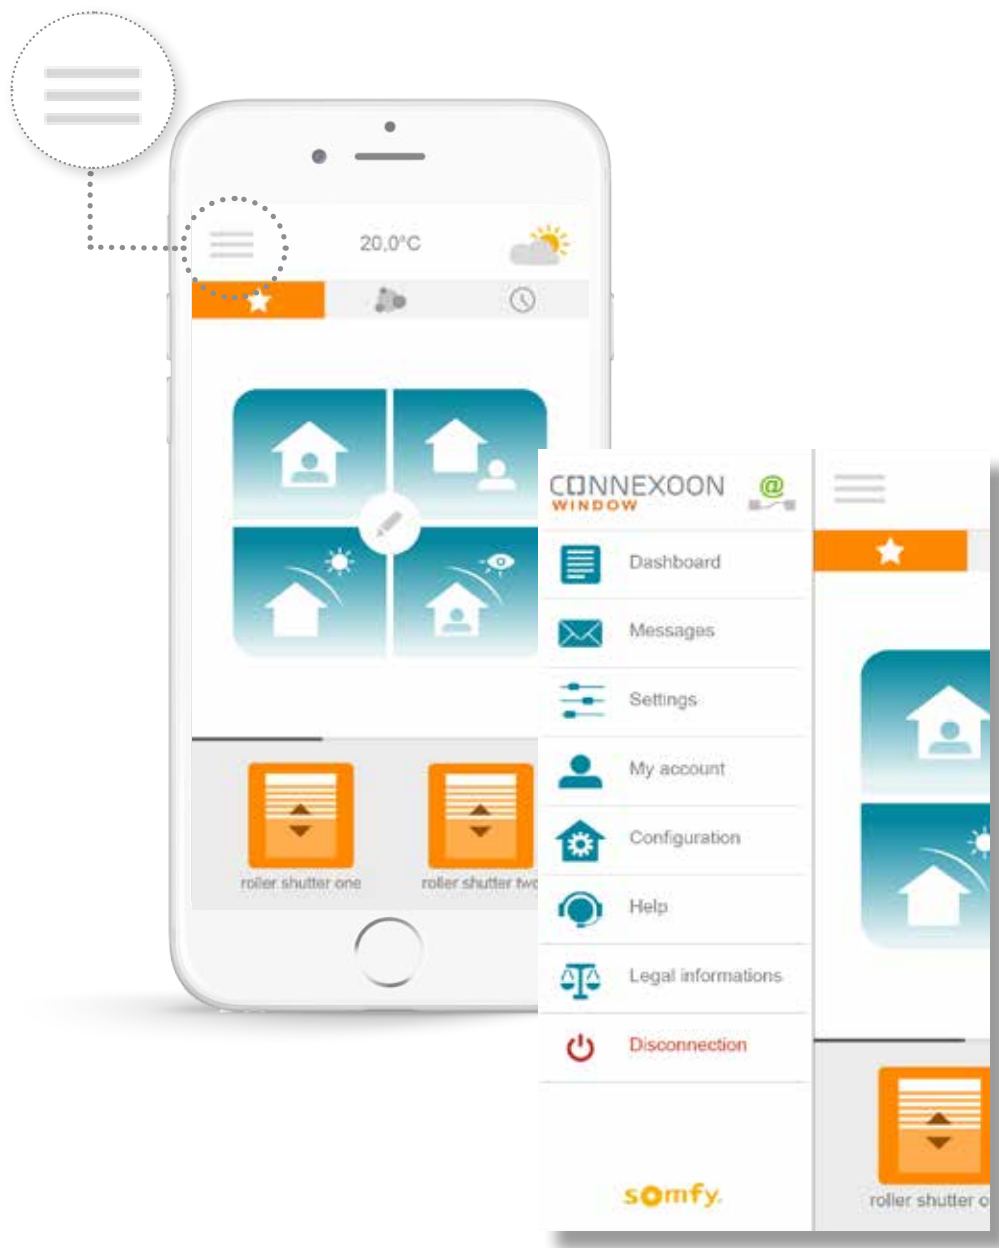 20,0°C
roller shutter one
roller shutter two
CONNEXOON
WINDOW
@
Dashboard
Messages
Settings
My account
Configuration
Help
Legal informations
Disconnection
somfy.
roller shutter o